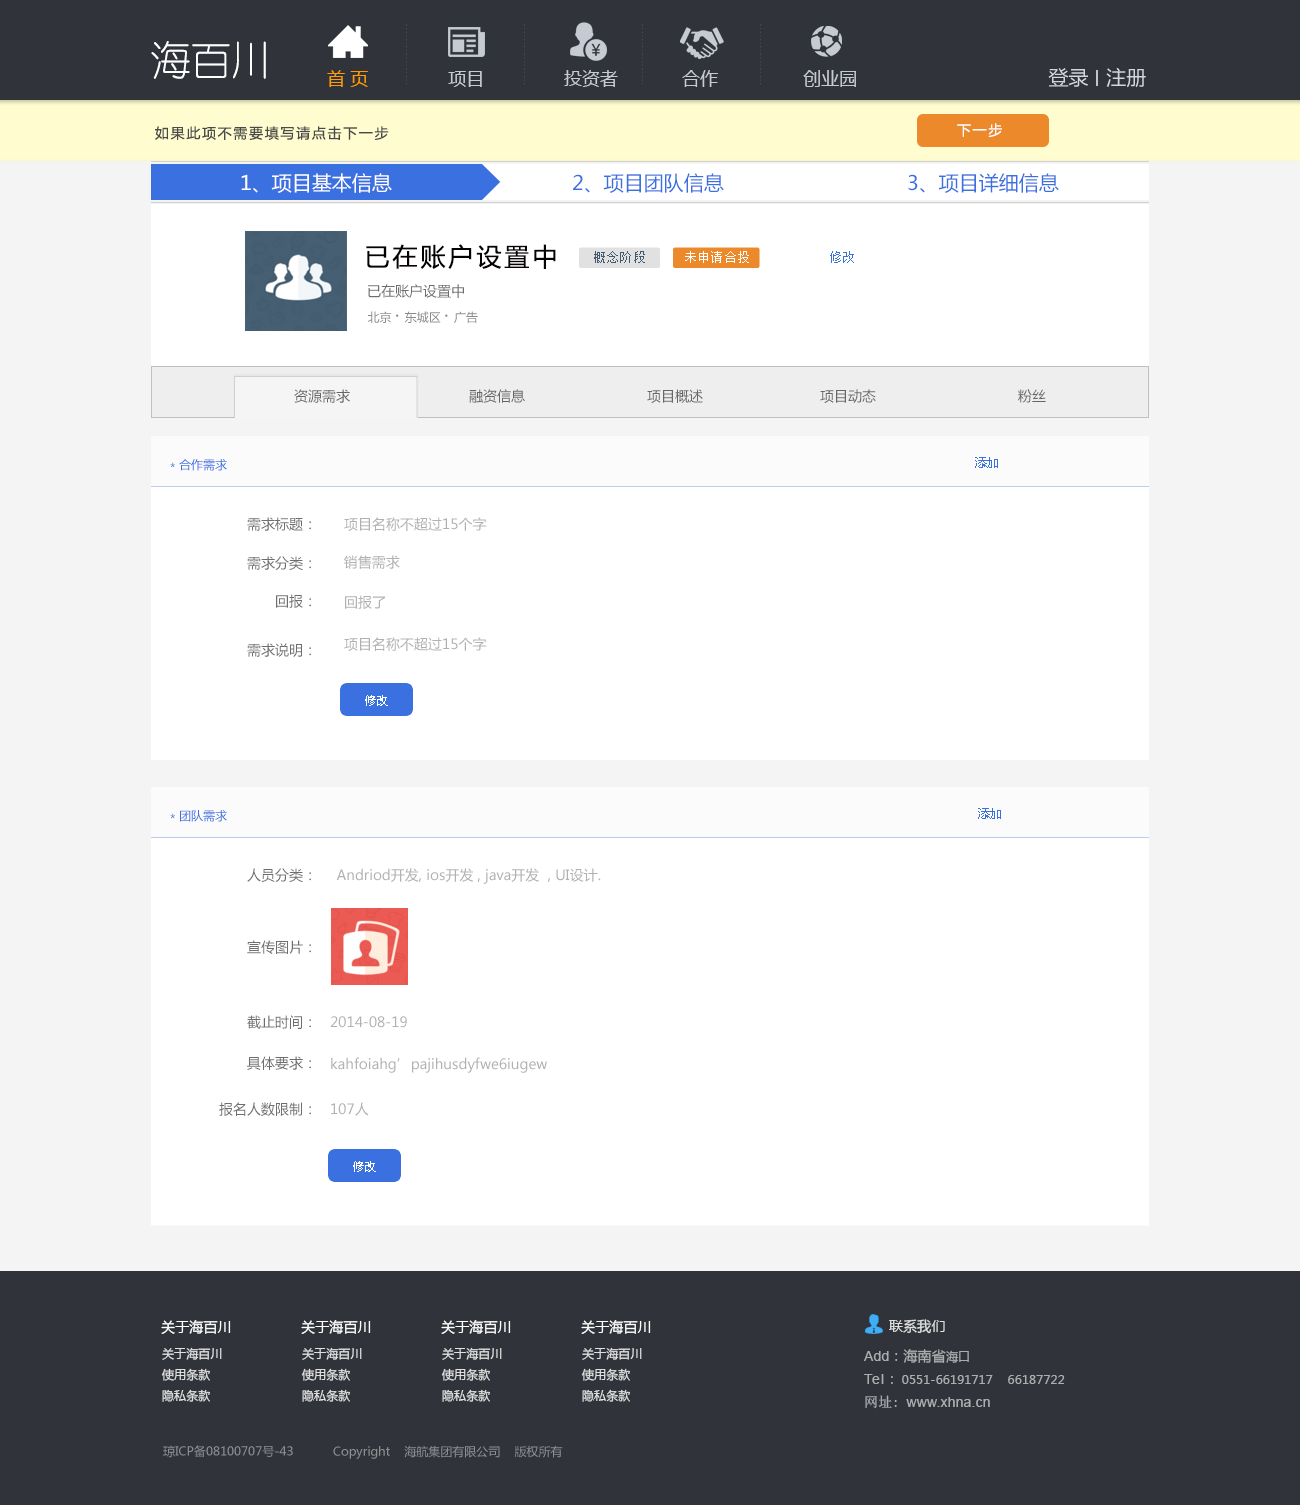 海百川
首 页
项目
投资者
合作
创业园
登录 | 注册
如果此项不需要填写请点击下一步
下一步
1、项目基本信息
2、项目团队信息
3、项目详细信息
已在账户设置中
概念阶段
未申请合投
修改
已在账户设置中
北京 · 东城区 · 广告
资源需求
融资信息
项目概述
项目动态
粉丝
* 合作需求
添加
需求标题：
项目名称不超过15个字
需求分类：
销售需求
回报：
回报了
需求说明：
项目名称不超过15个字
修改
* 团队需求
添加
人员分类：
Andriod开发, ios开发 , java开发 , UI设计.
宣传图片：
截止时间：
2014-08-19
具体要求：
kahfoiahg’ pajihusdyfwe6iugew
报名人数限制：
107人
修改
关于海百川
关于海百川
使用条款
隐私条款
关于海百川
关于海百川
使用条款
隐私条款
关于海百川
关于海百川
使用条款
隐私条款
关于海百川
关于海百川
使用条款
隐私条款
联系我们
Add：海南省海口
Tel： 0551-66191717 66187722
网址：www.xhna.cn
琼ICP备08100707号-43 Copyright 海航集团有限公司 版权所有